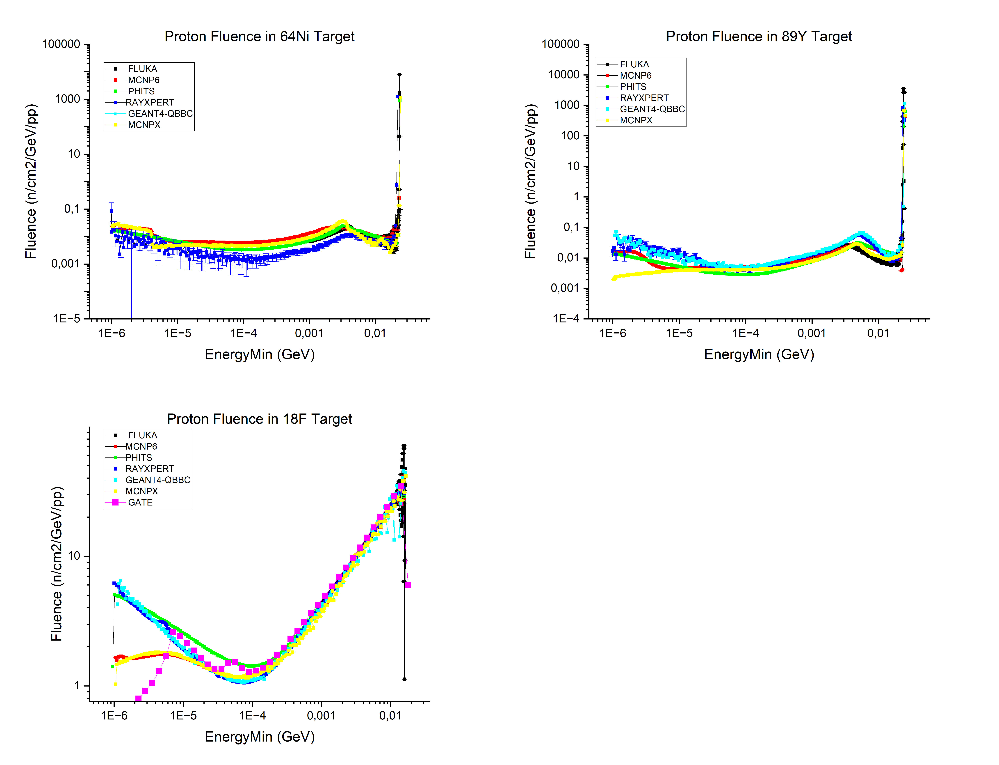 Proton Fluence in 64Ni Target
100000
1000
10
0,1
0,001
1E−5
Fluence (n/cm2/GeV/pp)
FLUKA
MCNP6
PHITS
RAYXPERT
GEANT4-QBBC
MCNPX
1E−6 1E−5 1E−4 0,001 0,01
EnergyMin (GeV)
Proton Fluence in 89Y Target
100000
10000
1000
100
10
1
0,1
0,01
0,001
1E−4
Fluence (n/cm2/GeV/pp)
FLUKA
MCNP6
PHITS
RAYXPERT
GEANT4-QBBC
MCNPX
1E−6 1E−5 1E−4 0,001 0,01
EnergyMin (GeV)
Proton Fluence in 18F Target
10
1
Fluence (n/cm2/GeV/pp)
FLUKA
MCNP6
PHITS
RAYXPERT
GEANT4-QBBC
MCNPX
GATE
1E−6 1E−5 1E−4 0,001 0,01
EnergyMin (GeV)